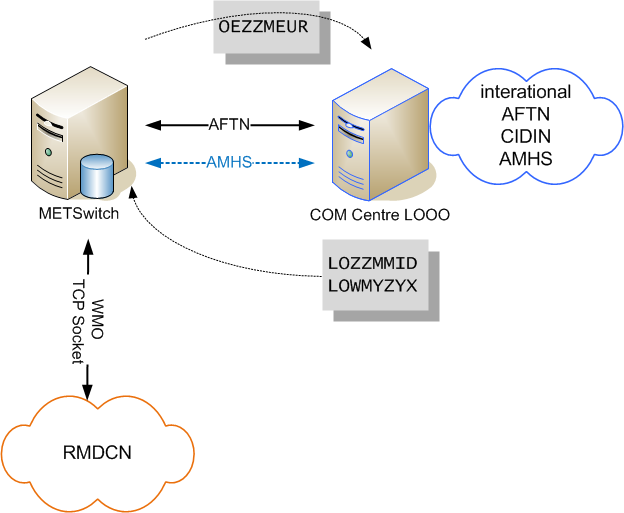 OEZZMEUR
interational
AFTN
CIDIN
AMHS
AFTN
AMHS
METSwitch
COM Centre LOOO
LOZZMMID
LOWMYZYX
WMO
TCP Socket
RMDCN